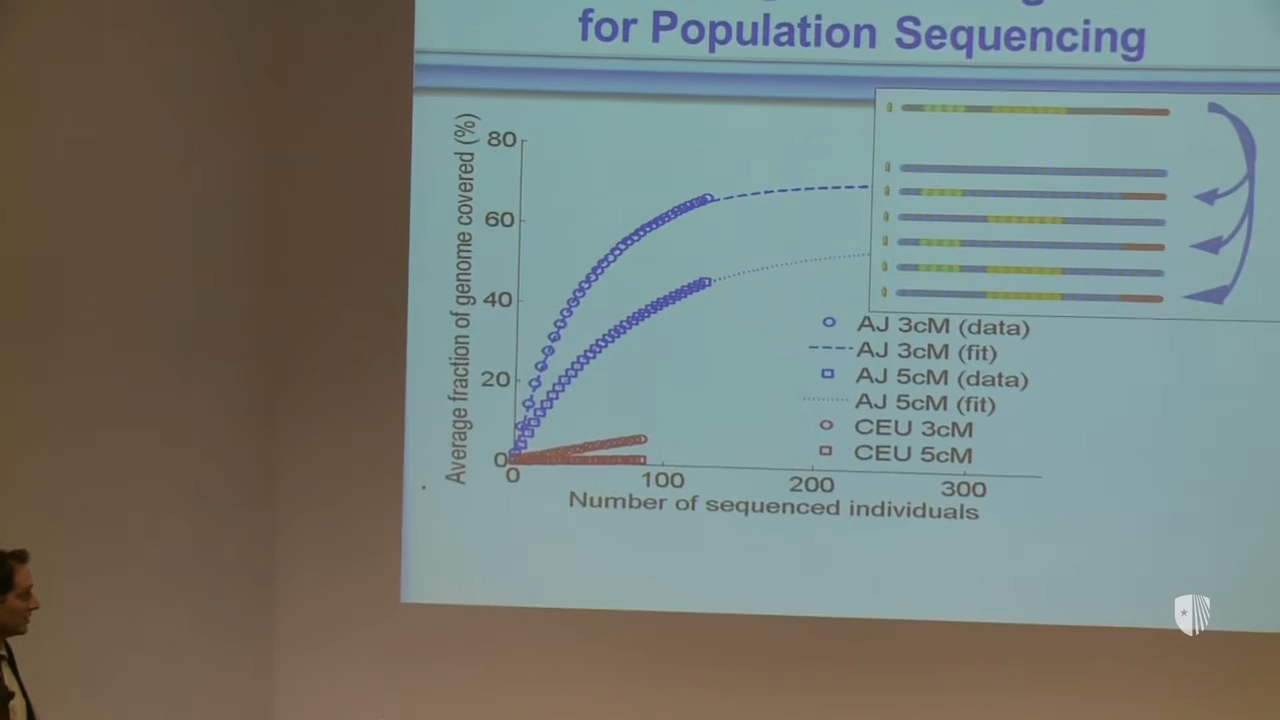 for Population Sequencing
Average fraction of genome covered (%)
80
60
40
20
0
0
100
200
300
Number of sequenced individuals
AJ 3cM (data)
AJ 3cM (fit)
AJ 5cM (data)
AJ 5cM (fit)
CEU 3cM
CEU 5cM